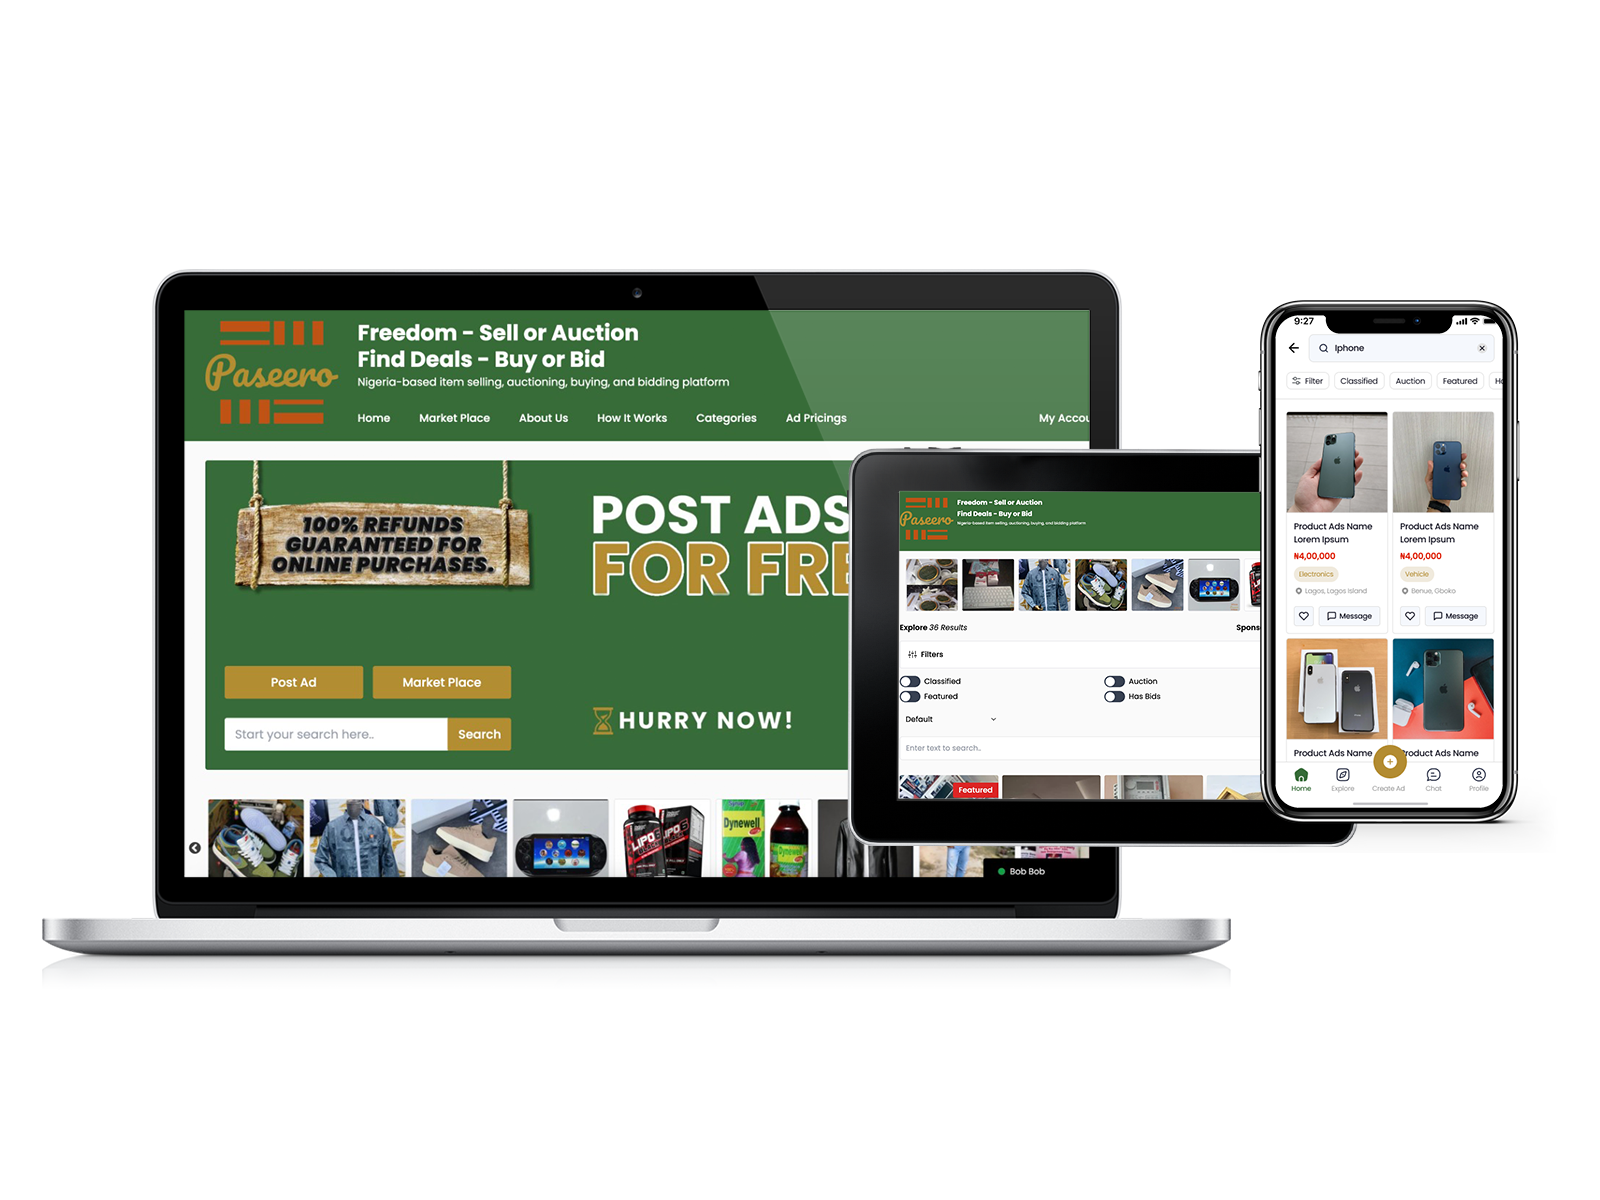 Paseero
Freedom - Sell or Auction
Find Deals - Buy or Bid
Nigeria-based item selling, auctioning, buying, and bidding platform
Home
Market Place
About Us
How It Works
Categories
Ad Pricings
My Accou
100% REFUNDS
GUARANTEED FOR
ONLINE PURCHASES.
POST ADS
FOR FRE
Post Ad
Market Place
Start your search here..
Search
HURRY NOW!
LIPO6
LIPO6
Dynewell
Dynewell
Bob Bob
Paseero
Freedom - Sell or Auction
Find Deals - Buy or Bid
Nigeria-based item selling, auctioning, buying, and bidding platform
Explore 36 Results
Spons
Filters
Classified
Auction
Featured
Has Bids
Default
Enter text to search..
Featured
9:27
Iphone
Filter
Classified
Auction
Featured
Ho
Product Ads Name
Lorem Ipsum
₦4,00,000
Electronics
Lagos, Lagos Island
Message
Product Ads Name
Lorem Ipsum
₦4,00,000
Vehicle
Benue, Gboko
Message
Product Ads Name
Product Ads Name
Home
Explore
Create Ad
Chat
Profile